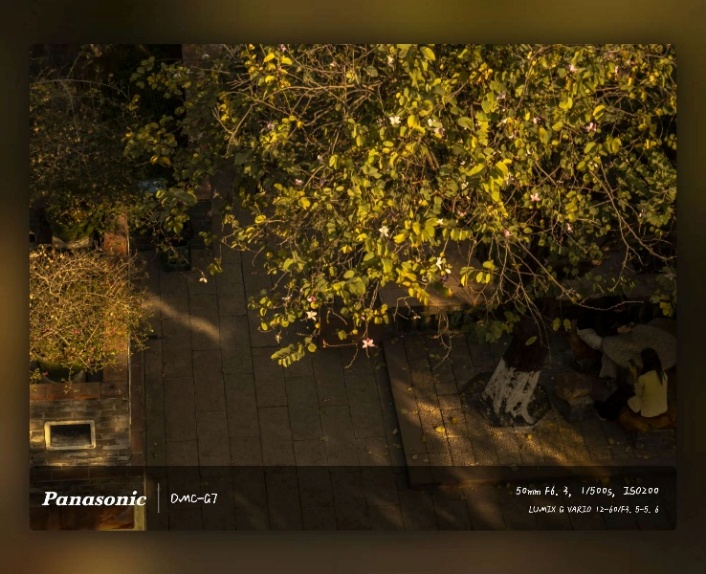 Panasonic
DMC-G7
50mm F6.3, 1/500s, ISO200
LUMIX G VARIO 12-60/F3.5-5.6